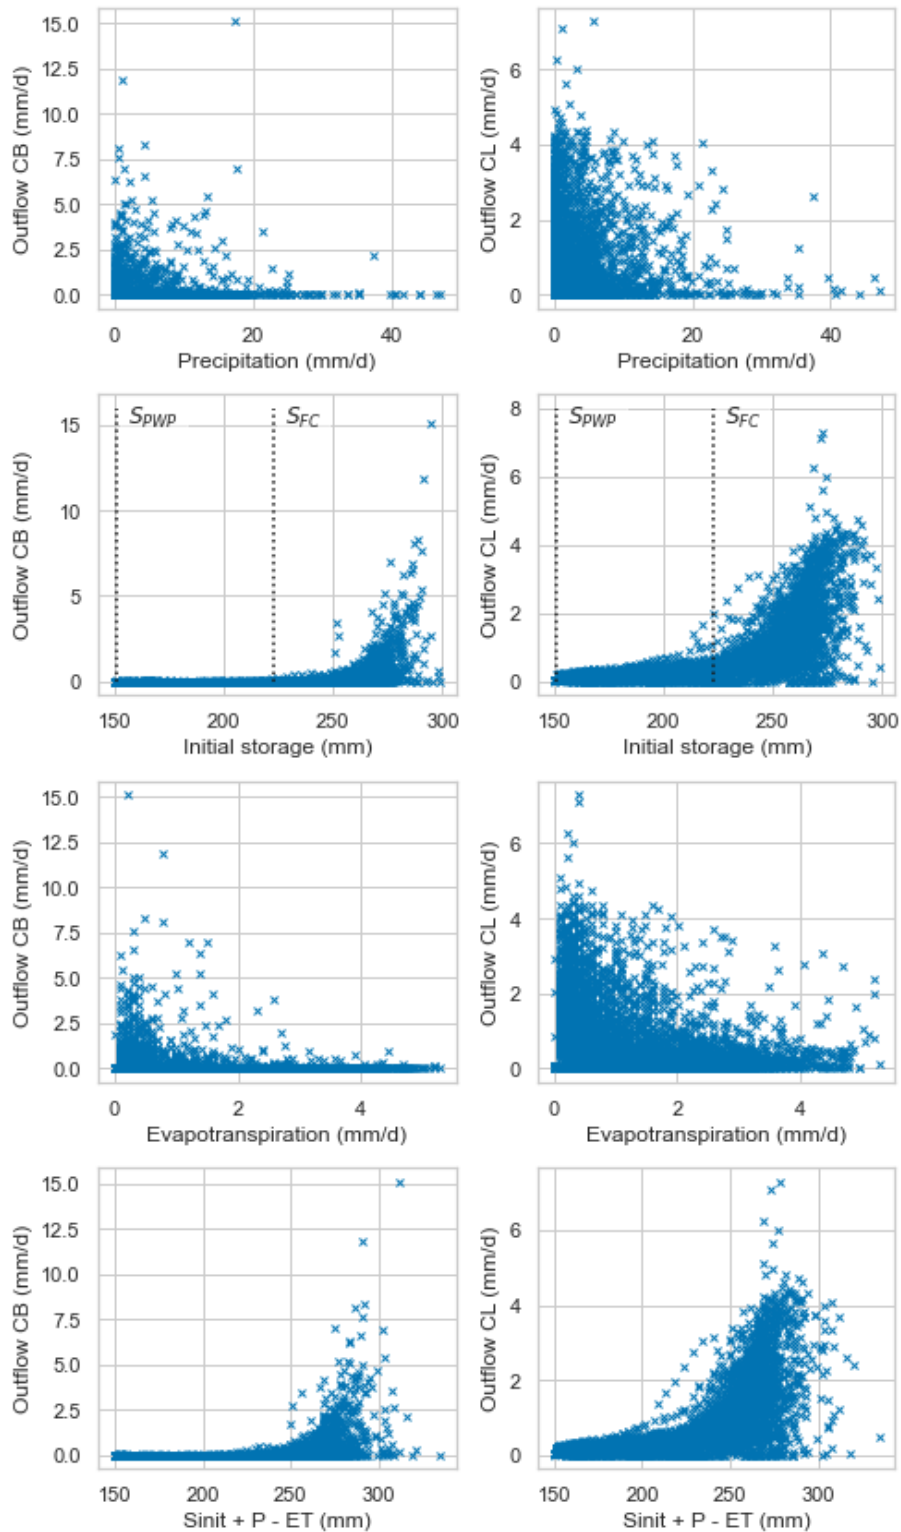 15.0
12.5
10.0
7.5
5.0
2.5
0.0
Outflow CB (mm/d)
0 20 40
Precipitation (mm/d)
6
4
2
0
Outflow CL (mm/d)
0 20 40
Precipitation (mm/d)
S_PWP S_FC
15
10
5
0
Outflow CB (mm/d)
150 200 250 300
Initial storage (mm)
S_PWP S_FC
8
6
4
2
0
Outflow CL (mm/d)
150 200 250 300
Initial storage (mm)
15.0
12.5
10.0
7.5
5.0
2.5
0.0
Outflow CB (mm/d)
0 2 4
Evapotranspiration (mm/d)
6
4
2
0
Outflow CL (mm/d)
0 2 4
Evapotranspiration (mm/d)
15.0
12.5
10.0
7.5
5.0
2.5
0.0
Outflow CB (mm/d)
150 200 250 300
Sinit + P - ET (mm)
6
4
2
0
Outflow CL (mm/d)
150 200 250 300
Sinit + P - ET (mm)